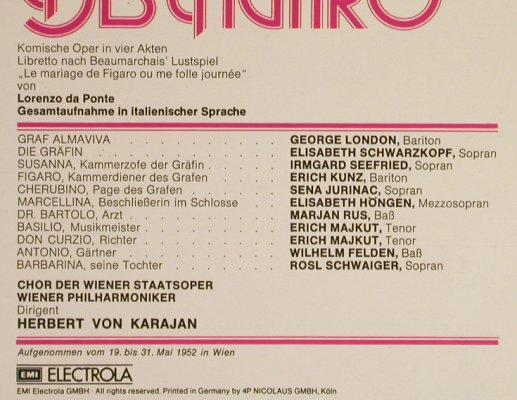 Komische Oper in vier Akten
Libretto nach Beaumarchais' Lustspiel
„Le mariage de Figaro ou me folle journée“
von
Lorenzo da Ponte
Gesamtaufnahme in italienischer Sprache
GRAF ALMAVIVA . . . . . . . . . . GEORGE LONDON, Bariton
DIE GRÄFIN . . . . . . . . . . ELISABETH SCHWARZKOPF, Sopran
SUSANNA, Kammerzofe der Gräfin . . . . IRMGARD SEEFRIED, Sopran
FIGARO, Kammerdiener des Grafen . . . . ERICH KUNZ, Bariton
CHERUBINO, Page des Grafen . . . . . SENA JURINAC, Sopran
MARCELLINA, Beschließerin im Schlosse . . . ELISABETH HÖNGEN, Mezzosopran
DR. BARTOLO, Arzt . . . . . . . . MARJAN RUS, Baß
BASILIO, Musikmeister . . . . . . . ERICH MAJKUT, Tenor
DON CURZIO, Richter . . . . . . . ERICH MAJKUT, Tenor
ANTONIO, Gärtner . . . . . . . . WILHELM FELDEN, Baß
BARBARINA, seine Tochter . . . . . . ROSL SCHWAIGER, Sopran
CHOR DER WIENER STAATSOPER
WIENER PHILHARMONIKER
Dirigent
HERBERT VON KARAJAN
Aufgenommen vom 19. bis 31. Mai 1952 in Wien
EMI ELECTROLA
EMI Electrola GMBH · All rights reserved. Printed in Germany by 4P NICOLAUS GMBH, Köln